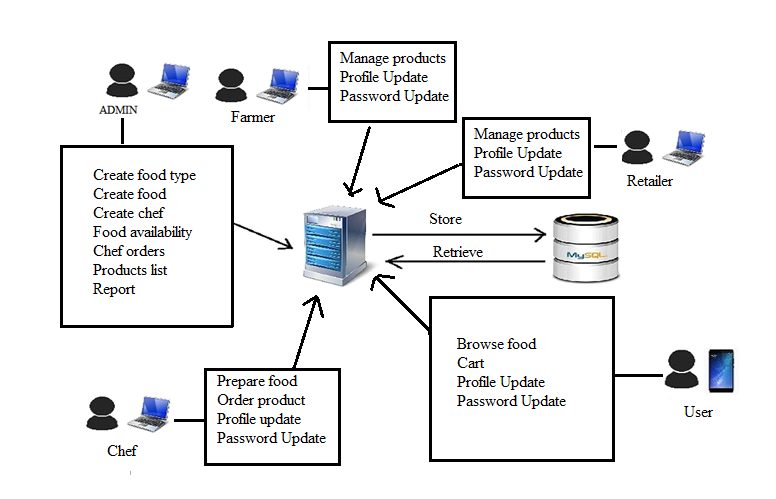 Manage products
Profile Update
Password Update
ADMIN
Farmer
Manage products
Profile Update
Password Update
Retailer
Create food type
Create food
Create chef
Food availability
Chef orders
Products list
Report
Store
Retrieve
MySQL
Browse food
Cart
Profile Update
Password Update
User
Prepare food
Order product
Profile update
Password Update
Chef